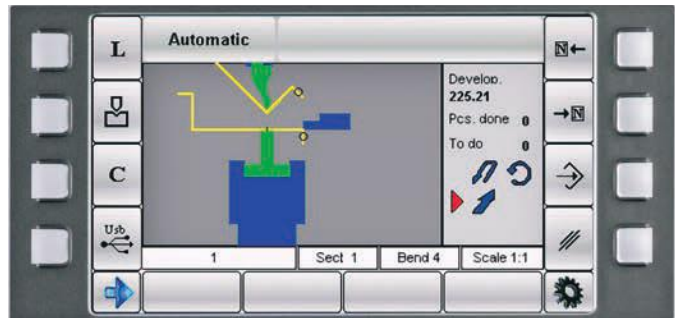 L
Automatic
N←
Develop.
225.21
Pcs. done 0
To do 0
→N
C
Usb
1 Sect 1 Bend 4 Scale 1:1